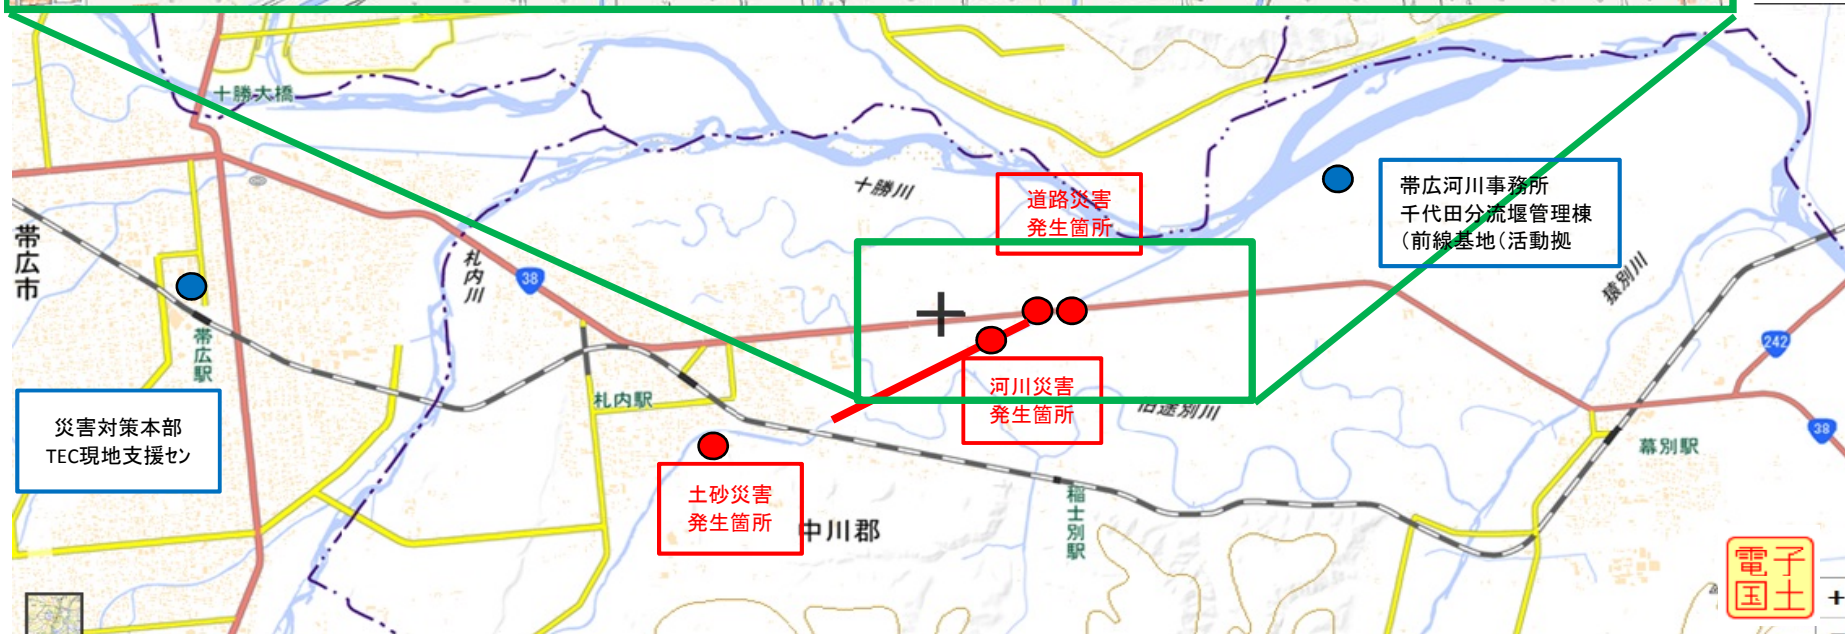 十勝大橋
十勝川
道路災害
発生箇所
帯広河川事務所
千代田分流堰管理棟
(前線基地(活動拠
帯広市
札内川
38
猿別川
242
帯広駅
札内駅
河川災害
発生箇所
旧途別川
38
幕別駅
災害対策本部
TEC現地支援セン
土砂災害
発生箇所
中川郡
稲士別駅
電子
国土